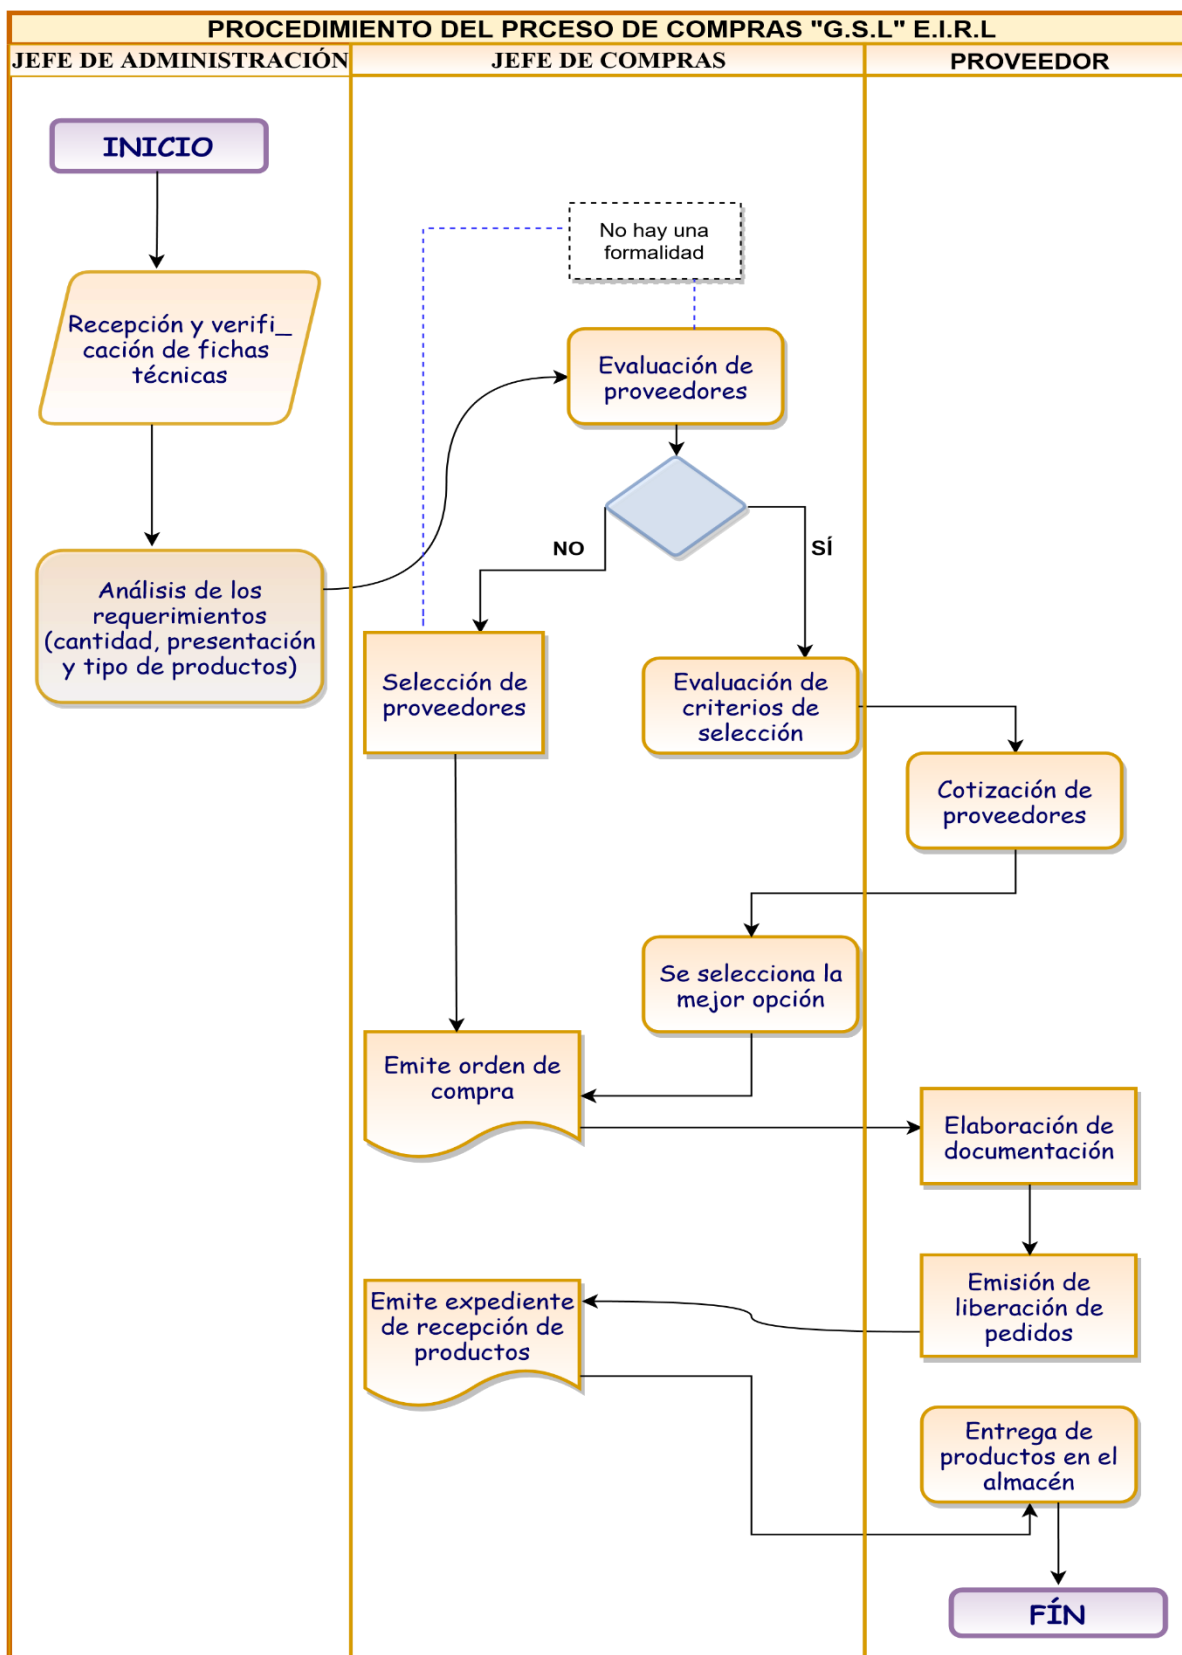 PROCEDIMIENTO DEL PRCESO DE COMPRAS "G.S.L" E.I.R.L
JEFE DE ADMINISTRACIÓN
JEFE DE COMPRAS
PROVEEDOR
INICIO
No hay una
formalidad
Recepción y verifi_
cación de fichas
técnicas
Evaluación de
proveedores
NO
SÍ
Análisis de los
requerimientos
(cantidad, presentación
y tipo de productos)
Selección de
proveedores
Evaluación de
criterios de
selección
Cotización de
proveedores
Se selecciona la
mejor opción
Emite orden de
compra
Elaboración de
documentación
Emisión de
liberación de
pedidos
Emite expediente
de recepción de
productos
Entrega de
productos en el
almacén
FÍN